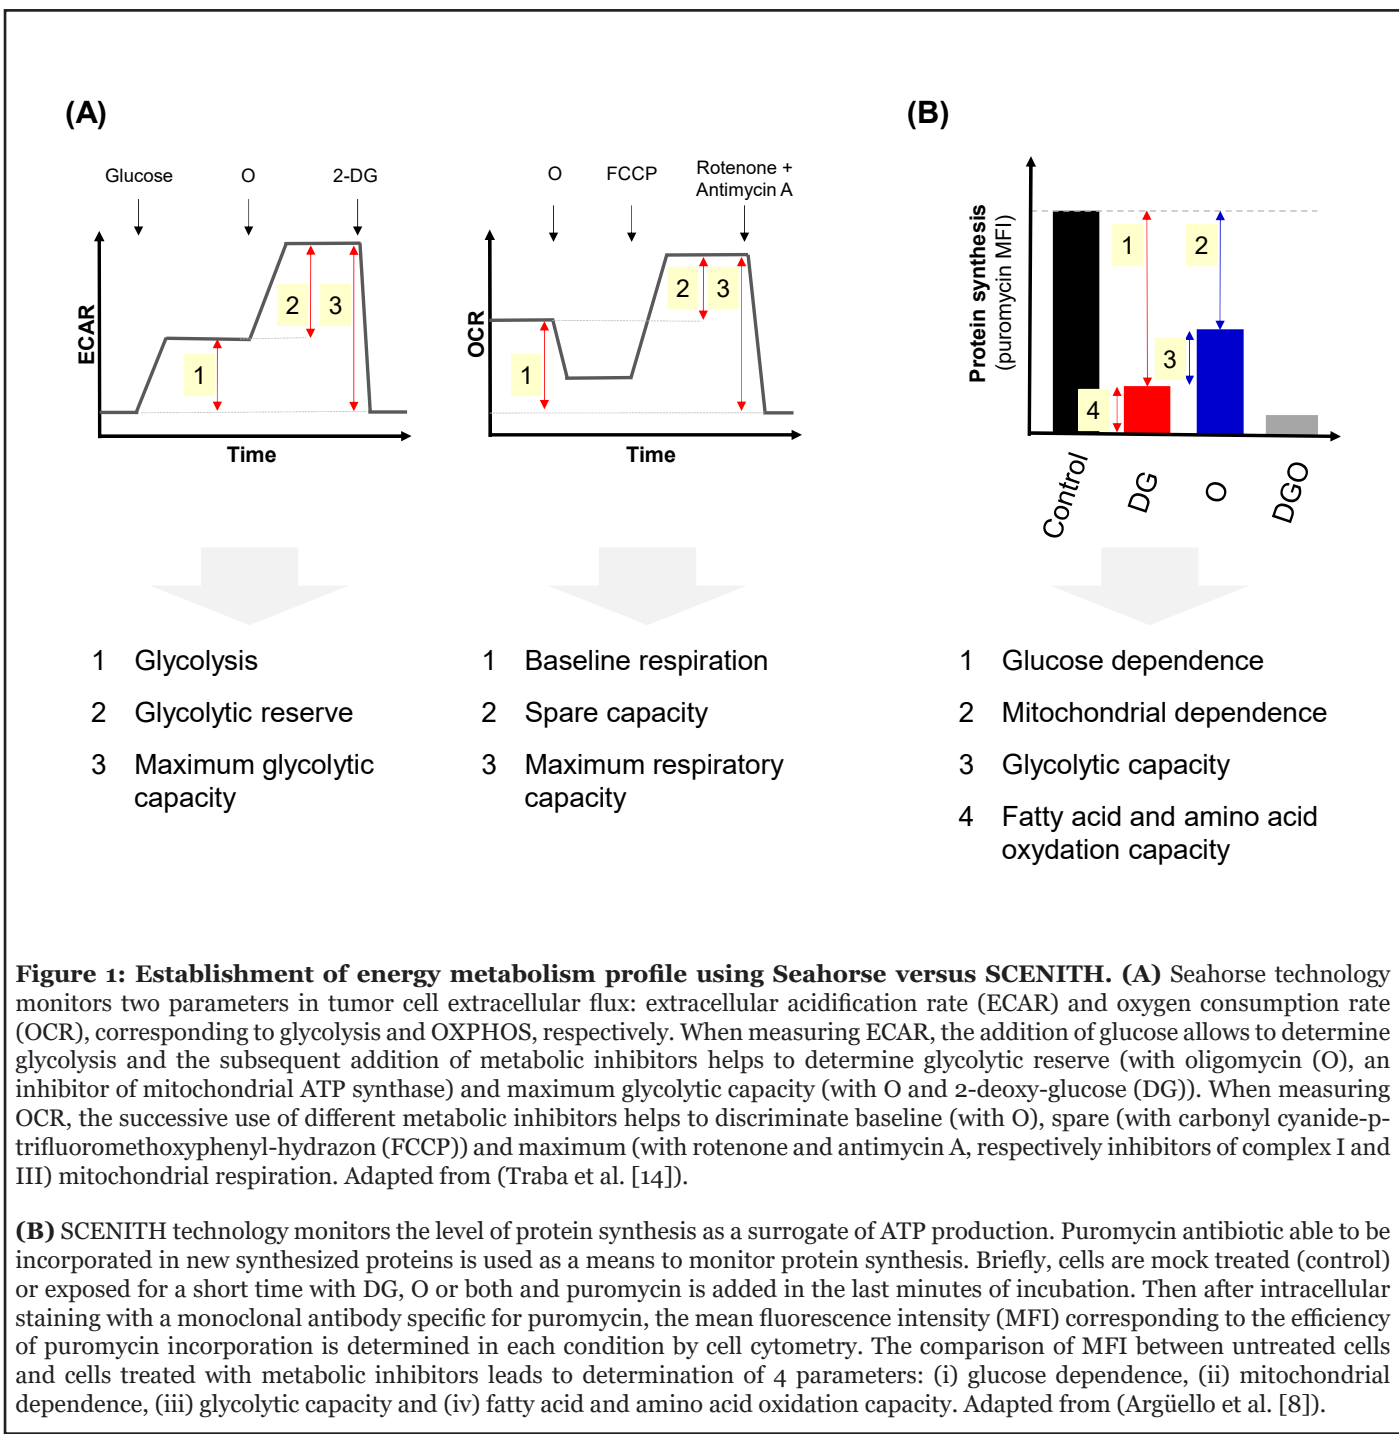 (A)
Glucose
O
2-DG
ECAR
1
2
3
Time
O
FCCP
Rotenone +
Antimycin A
OCR
1
2
3
Time
1 Glycolysis
2 Glycolytic reserve
3 Maximum glycolytic
capacity
1 Baseline respiration
2 Spare capacity
3 Maximum respiratory
capacity
(B)
Protein synthesis
(puromycin MFI)
1
2
3
4
Control
DG
O
DGO
1 Glucose dependence
2 Mitochondrial dependence
3 Glycolytic capacity
4 Fatty acid and amino acid
oxydation capacity
Figure 1: Establishment of energy metabolism profile using Seahorse versus SCENITH. (A) Seahorse technology
monitors two parameters in tumor cell extracellular flux: extracellular acidification rate (ECAR) and oxygen consumption rate
(OCR), corresponding to glycolysis and OXPHOS, respectively. When measuring ECAR, the addition of glucose allows to determine
glycolysis and the subsequent addition of metabolic inhibitors helps to determine glycolytic reserve (with oligomycin (O), an
inhibitor of mitochondrial ATP synthase) and maximum glycolytic capacity (with O and 2-deoxy-glucose (DG)). When measuring
OCR, the successive use of different metabolic inhibitors helps to discriminate baseline (with O), spare (with carbonyl cyanide-p-
trifluoromethoxyphenyl-hydrazon (FCCP)) and maximum (with rotenone and antimycin A, respectively inhibitors of complex I and
III) mitochondrial respiration. Adapted from (Traba et al. [14]).
(B) SCENITH technology monitors the level of protein synthesis as a surrogate of ATP production. Puromycin antibiotic able to be
incorporated in new synthesized proteins is used as a means to monitor protein synthesis. Briefly, cells are mock treated (control)
or exposed for a short time with DG, O or both and puromycin is added in the last minutes of incubation. Then after intracellular
staining with a monoclonal antibody specific for puromycin, the mean fluorescence intensity (MFI) corresponding to the efficiency
of puromycin incorporation is determined in each condition by cell cytometry. The comparison of MFI between untreated cells
and cells treated with metabolic inhibitors leads to determination of 4 parameters: (i) glucose dependence, (ii) mitochondrial
dependence, (iii) glycolytic capacity and (iv) fatty acid and amino acid oxidation capacity. Adapted from (Argüello et al. [8]).